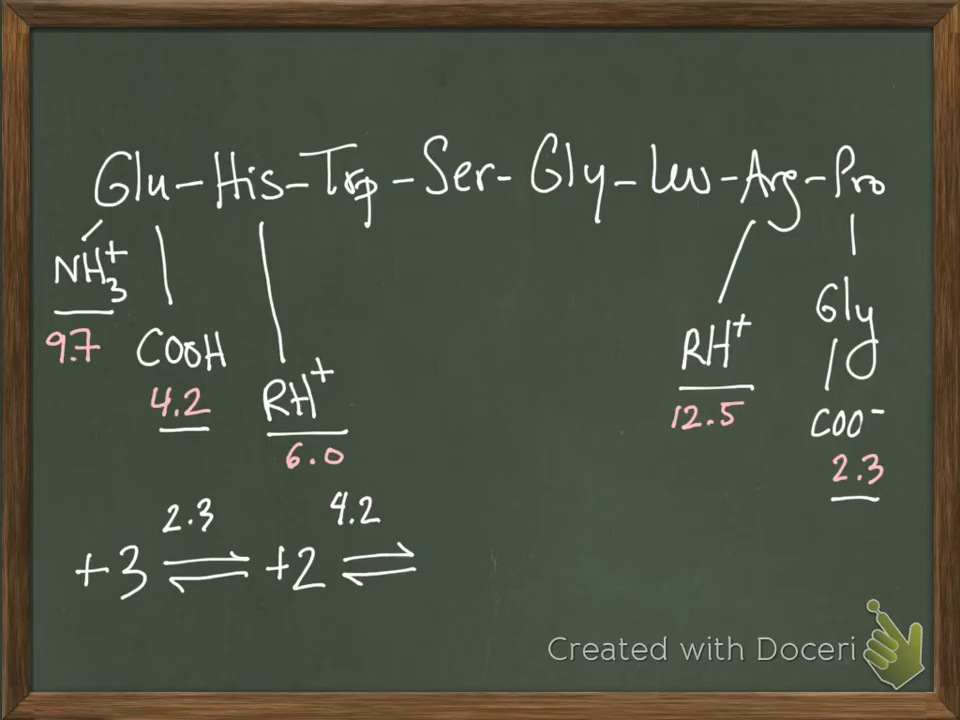 Glu-His-Trp-Ser-Gly-Leu-Arg-Pro
NH3+
9.7
COOH
4.2
RH+
6.0
RH+
12.5
Gly
COO-
2.3
+3 ⇌ 2.3 +2 ⇌ 4.2
Created with Doceri